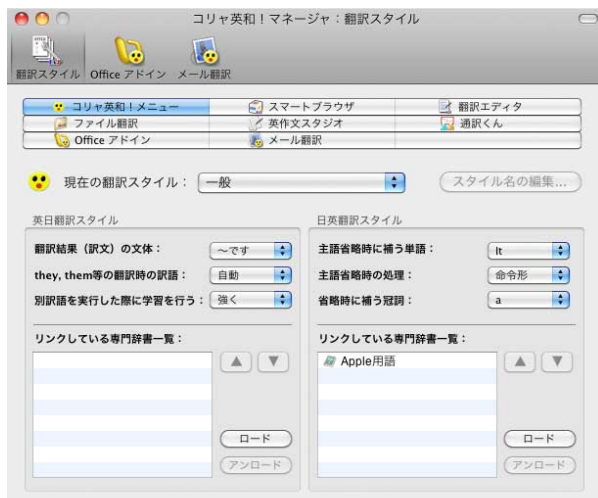 コリャ英和！マネージャ：翻訳スタイル
翻訳スタイル Office アドイン メール翻訳
コリャ英和！メニュー スマートブラウザ 翻訳エディタ
ファイル翻訳 英作文スタジオ 通訳くん
Office アドイン メール翻訳
現在の翻訳スタイル： 一般 スタイル名の編集...
英日翻訳スタイル
翻訳結果（訳文）の文体： 〜です
they, them等の翻訳時の訳語： 自動
別訳語を実行した際に学習を行う： 強く
リンクしている専門辞書一覧：
ロード
アンロード
日英翻訳スタイル
主語省略時に補う単語： It
主語省略時の処理： 命令形
省略時に補う冠詞： a
リンクしている専門辞書一覧：
Apple用語
ロード
アンロード